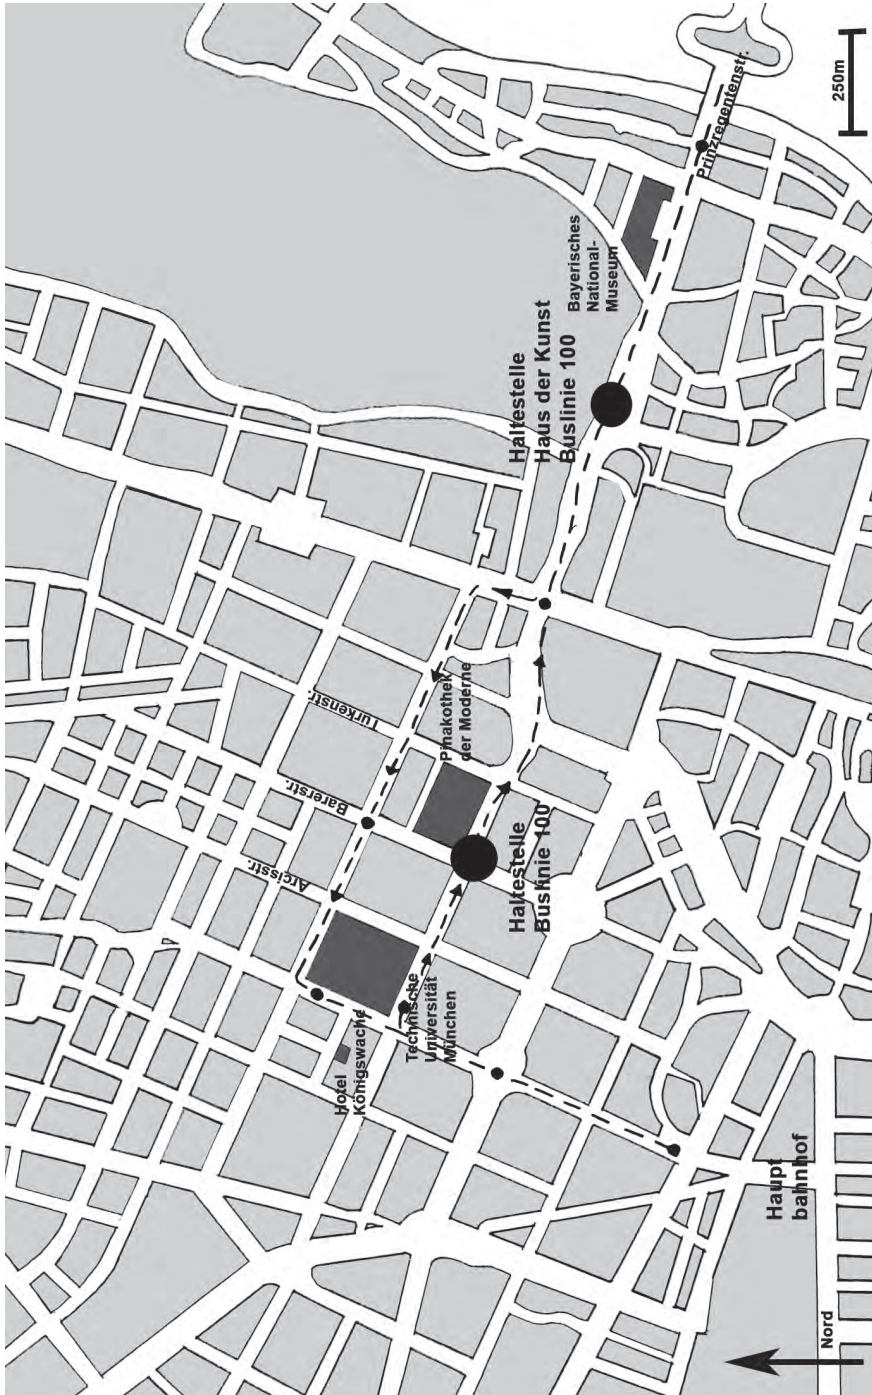 Arcisstr.
Barerstr.
Türkenstr.
Hotel
Königswache
Technische
Universität
München
Pinakothek
der Moderne
Haltestelle
Buslinie 100
Haltestelle
Haus der Kunst
Buslinie 100
Bayerisches
National-
Museum
Prinzregentenstr.
Haupt
bahnhof
Nord
250m